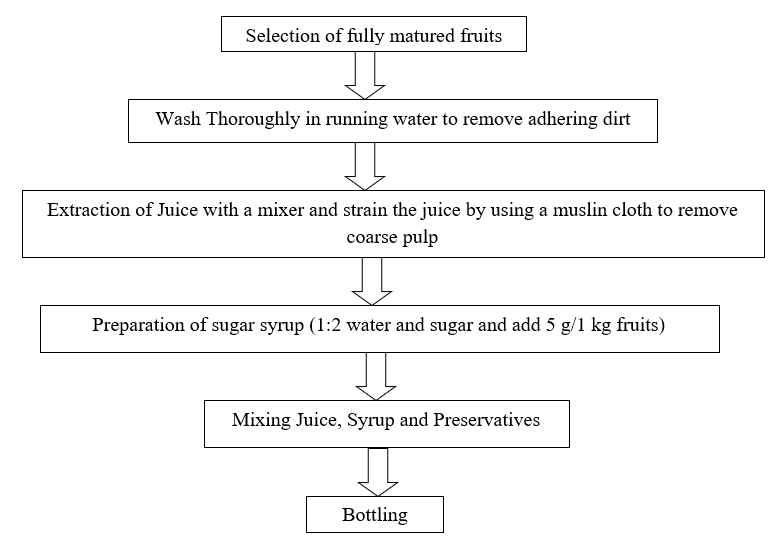 Selection of fully matured fruits
Wash Thoroughly in running water to remove adhering dirt
Extraction of Juice with a mixer and strain the juice by using a muslin cloth to remove
coarse pulp
Preparation of sugar syrup (1:2 water and sugar and add 5 g/1 kg fruits)
Mixing Juice, Syrup and Preservatives
Bottling